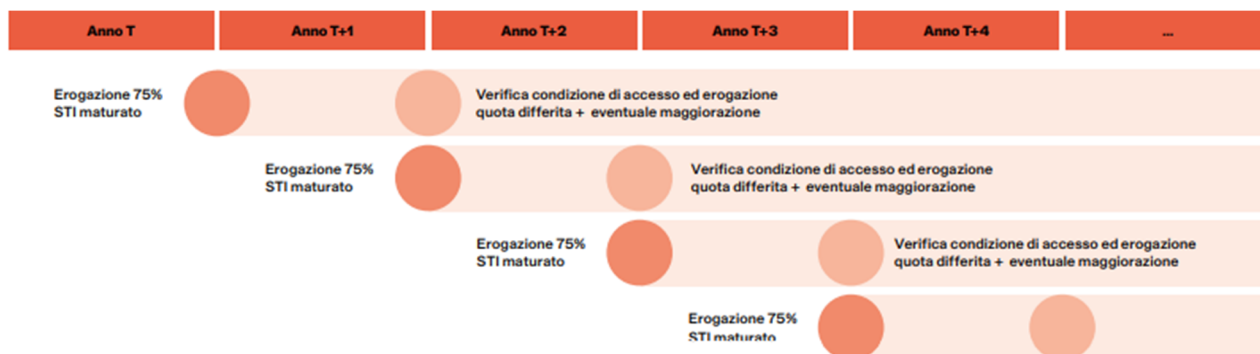 Anno T
Anno T+1
Anno T+2
Anno T+3
Anno T+4
...
Erogazione 75%
STI maturato
Verifica condizione di accesso ed erogazione
quota differita + eventuale maggiorazione
Erogazione 75%
STI maturato
Verifica condizione di accesso ed erogazione
quota differita + eventuale maggiorazione
Erogazione 75%
STI maturato
Verifica condizione di accesso ed erogazione
quota differita + eventuale maggiorazione
Erogazione 75%
STI maturato